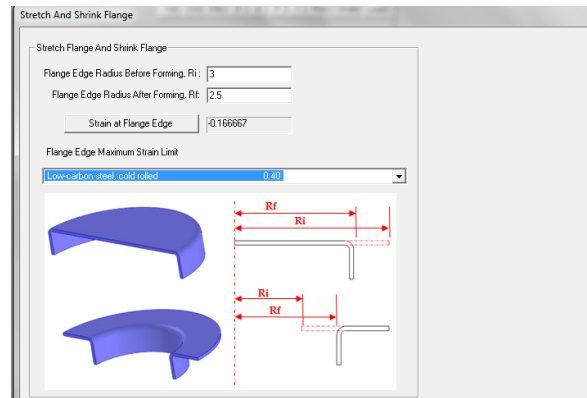 Stretch And Shrink Flange
Stretch Flange And Shrink Flange
Flange Edge Radius Before Forming, Ri : 3
Flange Edge Radius After Forming, Rf: 2.5
Strain at Flange Edge -0.166667
Flange Edge Maximum Strain Limit
Low-carbon steel, cold rolled 0.40
Rf
Ri
Ri
Rf